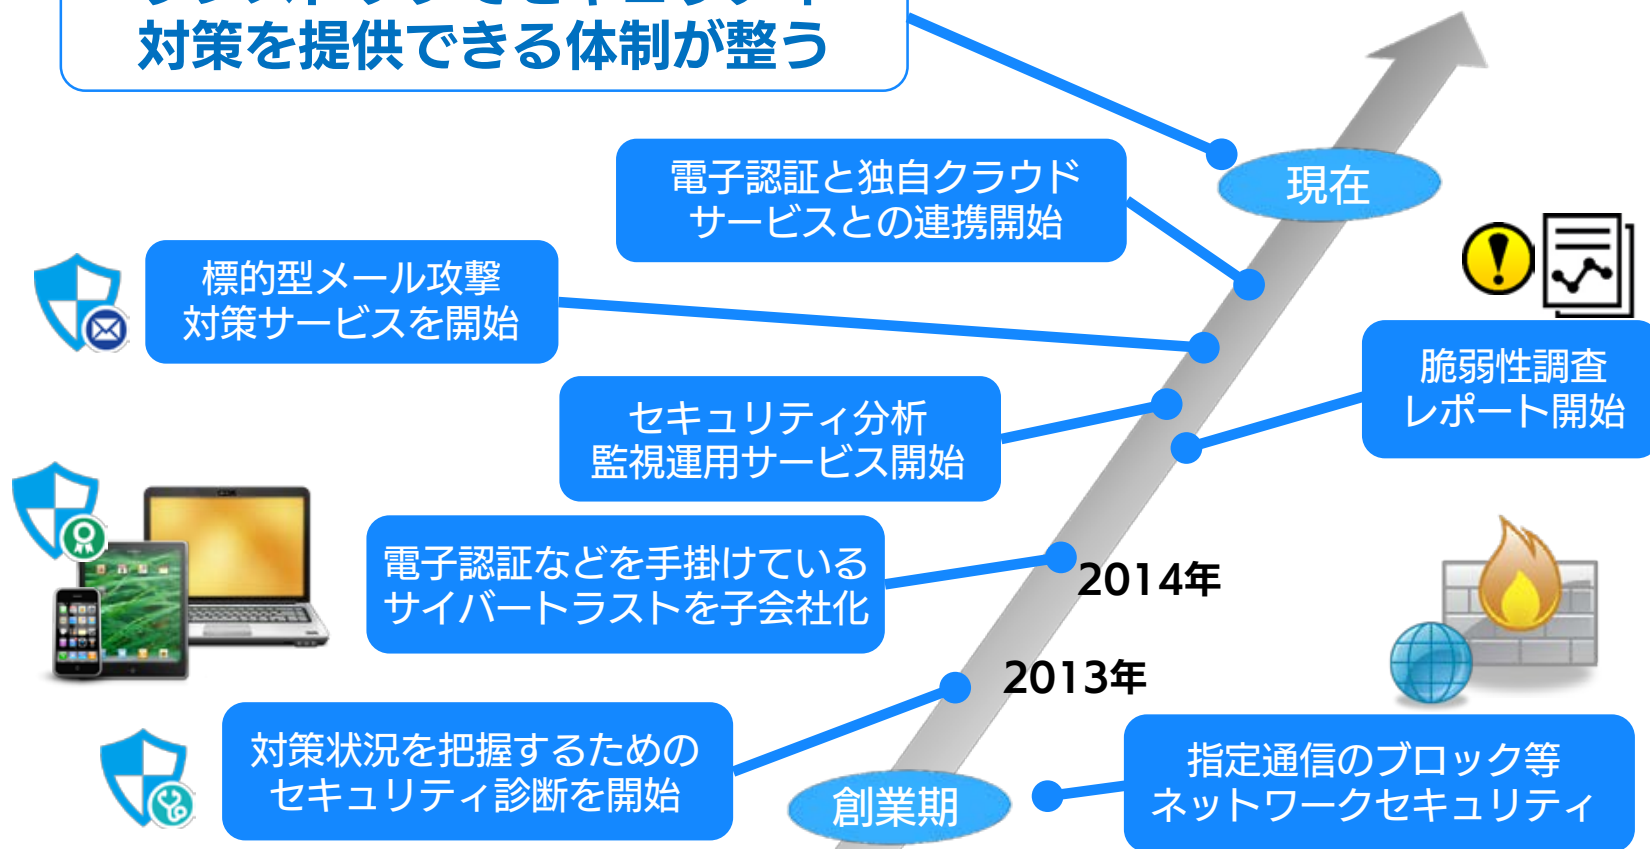 対策を提供できる体制が整う
電子認証と独自クラウド
サービスとの連携開始
現在
標的型メール攻撃
対策サービスを開始
脆弱性調査
レポート開始
セキュリティ分析
監視運用サービス開始
電子認証などを手掛けている
サイバートラストを子会社化
2014年
2013年
対策状況を把握するための
セキュリティ診断を開始
創業期
指定通信のブロック等
ネットワークセキュリティ